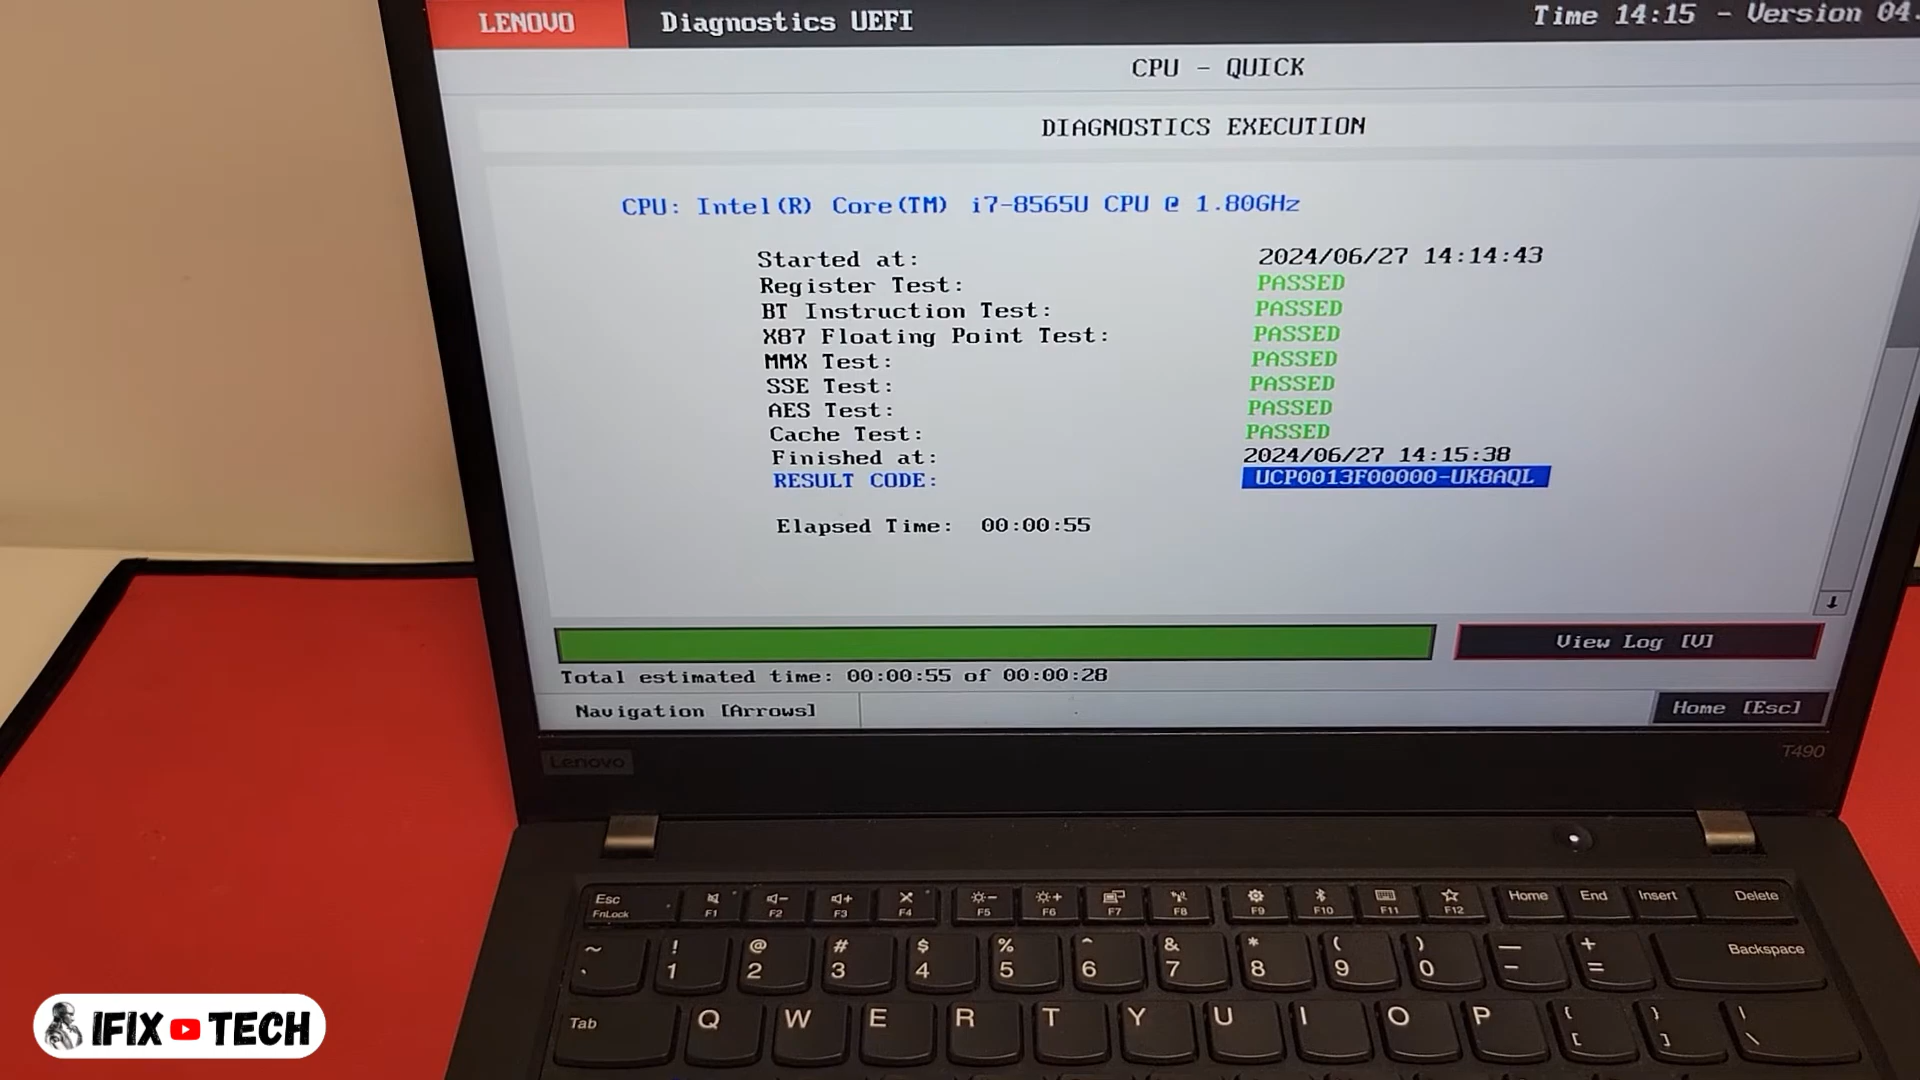 LENOVO Diagnostics UEFI Time 14:15 - Version 04.
CPU - QUICK
DIAGNOSTICS EXECUTION
CPU: Intel(R) Core(TM) i7-8565U CPU @ 1.80GHz
Started at: 2024/06/27 14:14:43
Register Test: PASSED
BT Instruction Test: PASSED
X87 Floating Point Test: PASSED
MMX Test: PASSED
SSE Test: PASSED
AES Test: PASSED
Cache Test: PASSED
Finished at: 2024/06/27 14:15:38
RESULT CODE: UCP0013F00000-UK8AQL
Elapsed Time: 00:00:55
View Log [V]
Total estimated time: 00:00:55 of 00:00:28
Navigation [Arrows] Home [Esc]
Lenovo T490
Esc FnLock F1 F2 F3 F4 F5 F6 F7 F8 F9 F10 F11 F12 Home End Insert Delete
~ ! @ # $ % ^ & * ( ) — +
` 1 2 3 4 5 6 7 8 9 0 - = Backspace
Tab Q W E R T Y U I O P { [ } ] | \
IFIX TECH